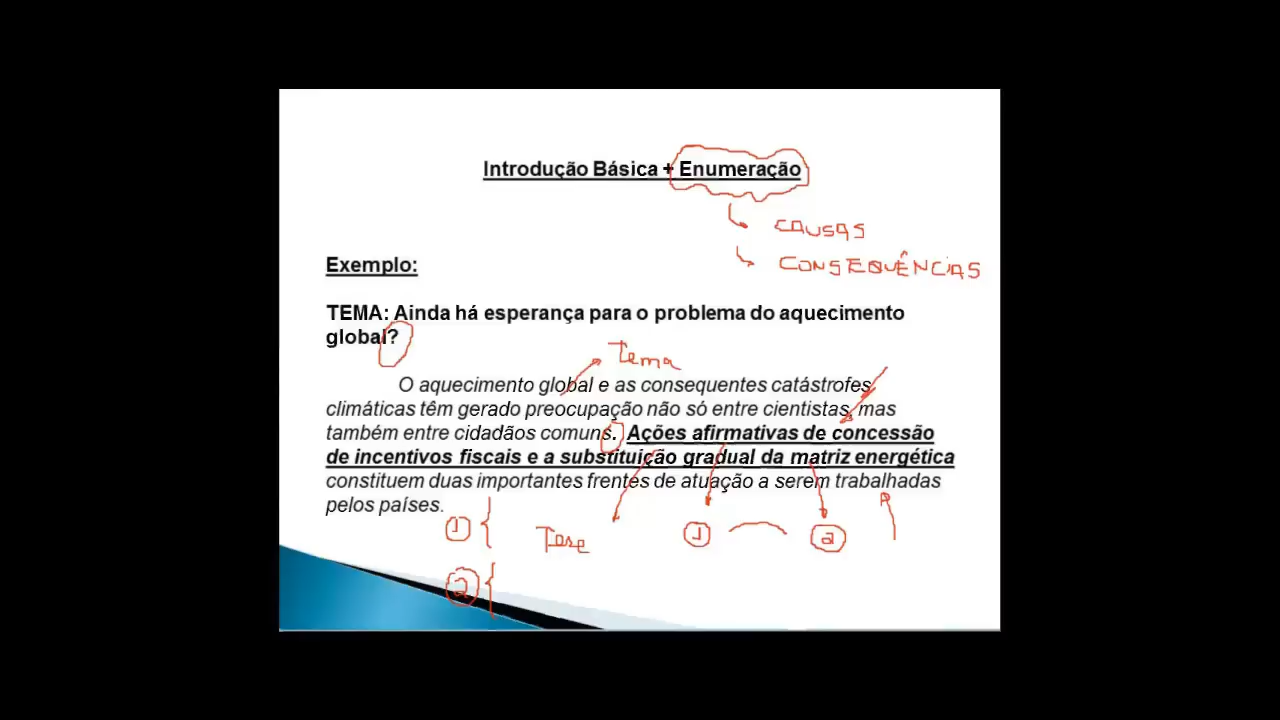 Introdução Básica + Enumeração
CAUSAS
CONSEQUÊNCIAS
Exemplo:
TEMA: Ainda há esperança para o problema do aquecimento
global?
Tema
O aquecimento global e as consequentes catástrofes
climáticas têm gerado preocupação não só entre cientistas, mas
também entre cidadãos comuns. Ações afirmativas de concessão
de incentivos fiscais e a substituição gradual da matriz energética
constituem duas importantes frentes de atuação a serem trabalhadas
pelos países.
1 { Tese 1 2
2 {